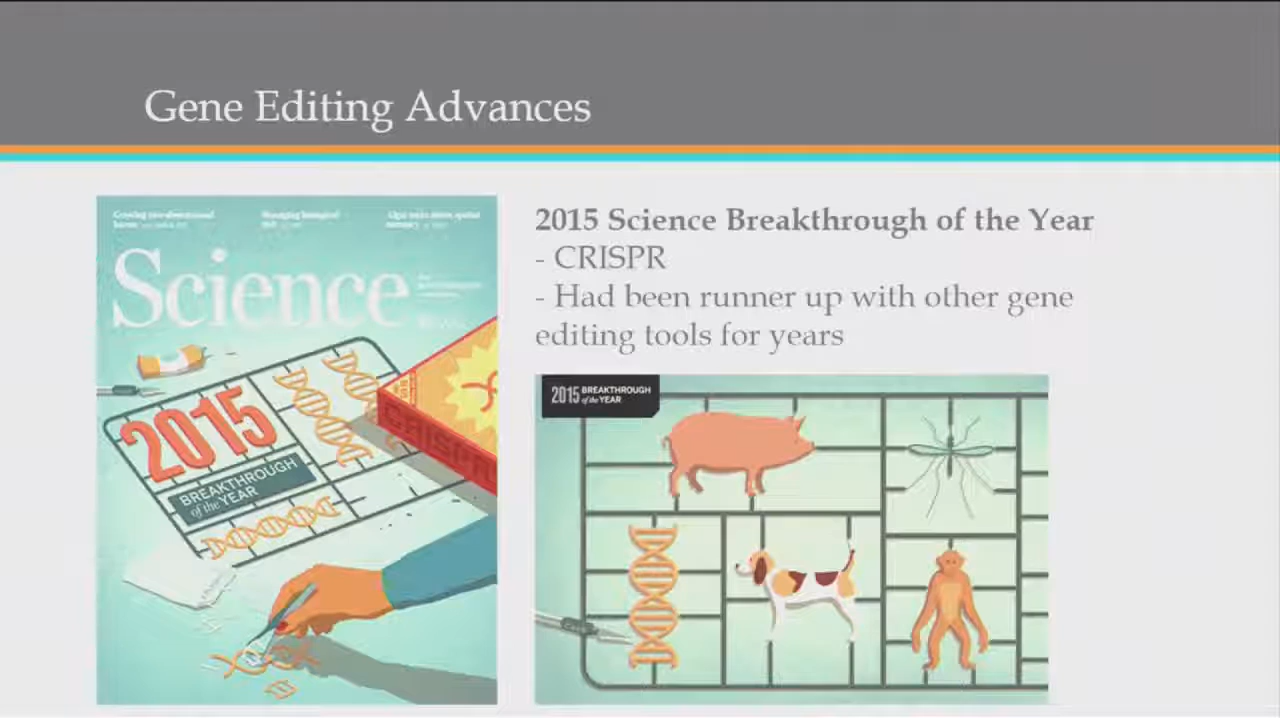 Gene Editing Advances
Science
2015
BREAKTHROUGH
of the YEAR
CRISPR
2015 Science Breakthrough of the Year
- CRISPR
- Had been runner up with other gene
editing tools for years
2015 BREAKTHROUGH
of the YEAR